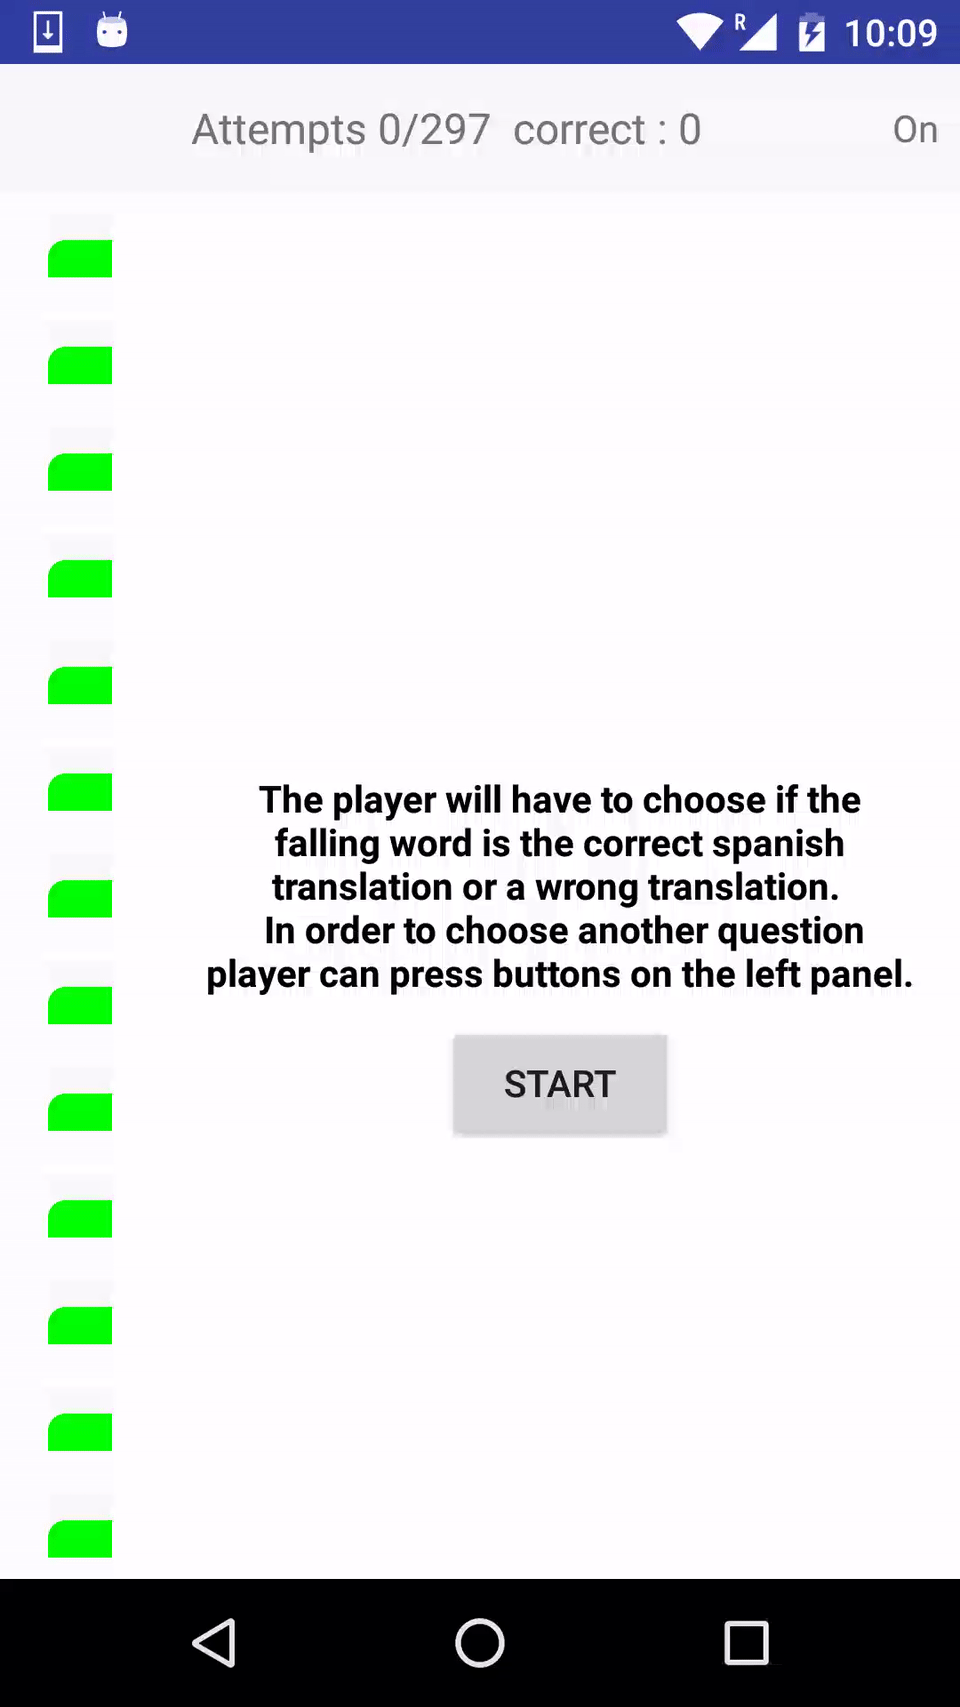 R 10:09
Attempts 0/297 correct : 0 On
The player will have to choose if the
falling word is the correct spanish
translation or a wrong translation.
In order to choose another question
player can press buttons on the left panel.
START